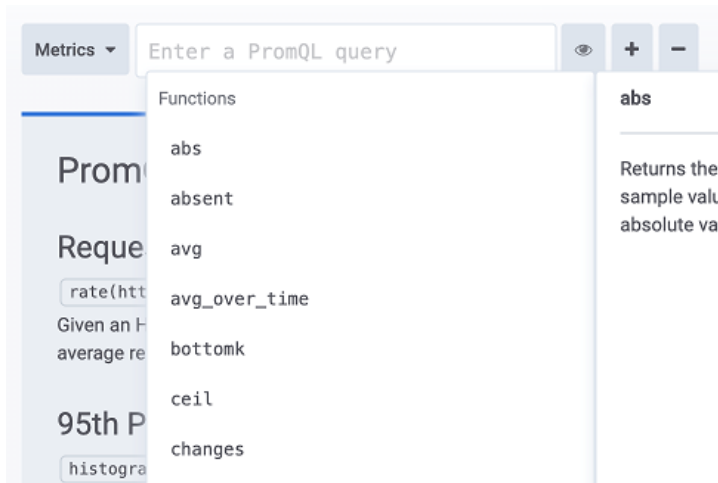 Metrics
Enter a PromQL query
Functions
abs
absent
avg
avg_over_time
bottomk
ceil
changes
abs
Returns the
sample valu
absolute va
Prom
Reque
rate(htt
Given an H
average re
95th P
histogra